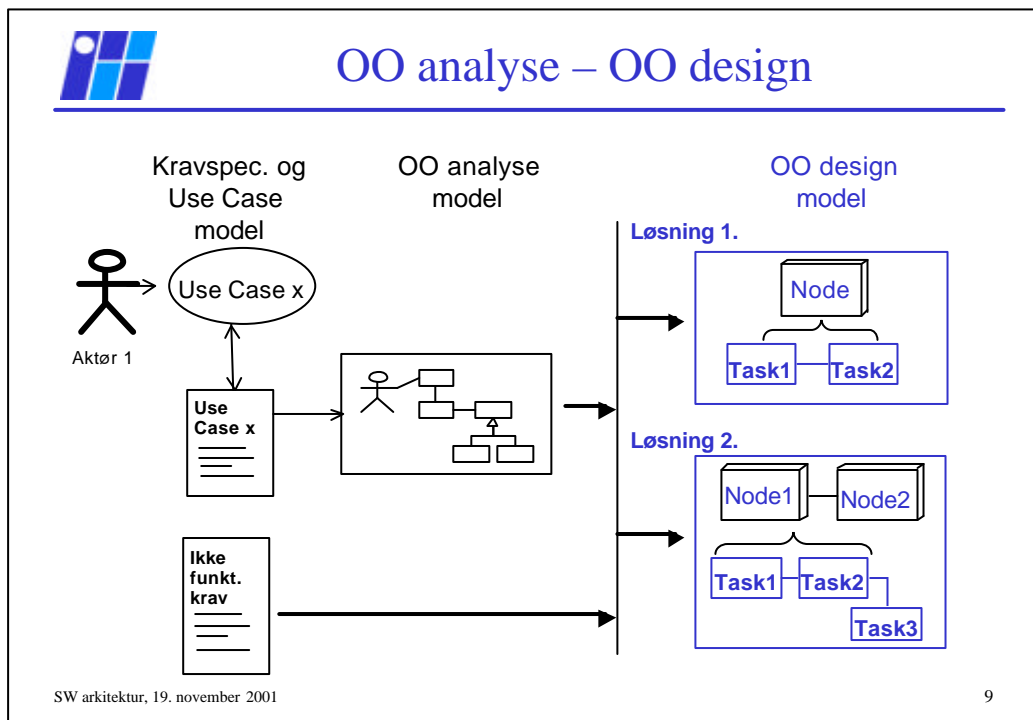 OO analyse – OO design
Kravspec. og
Use Case
model
OO analyse
model
OO design
model
Use Case x
Aktør 1
Use
Case x
Ikke
funkt.
krav
Løsning 1.
Node
Task1
Task2
Løsning 2.
Node1
Node2
Task1
Task2
Task3
SW arkitektur, 19. november 2001
9